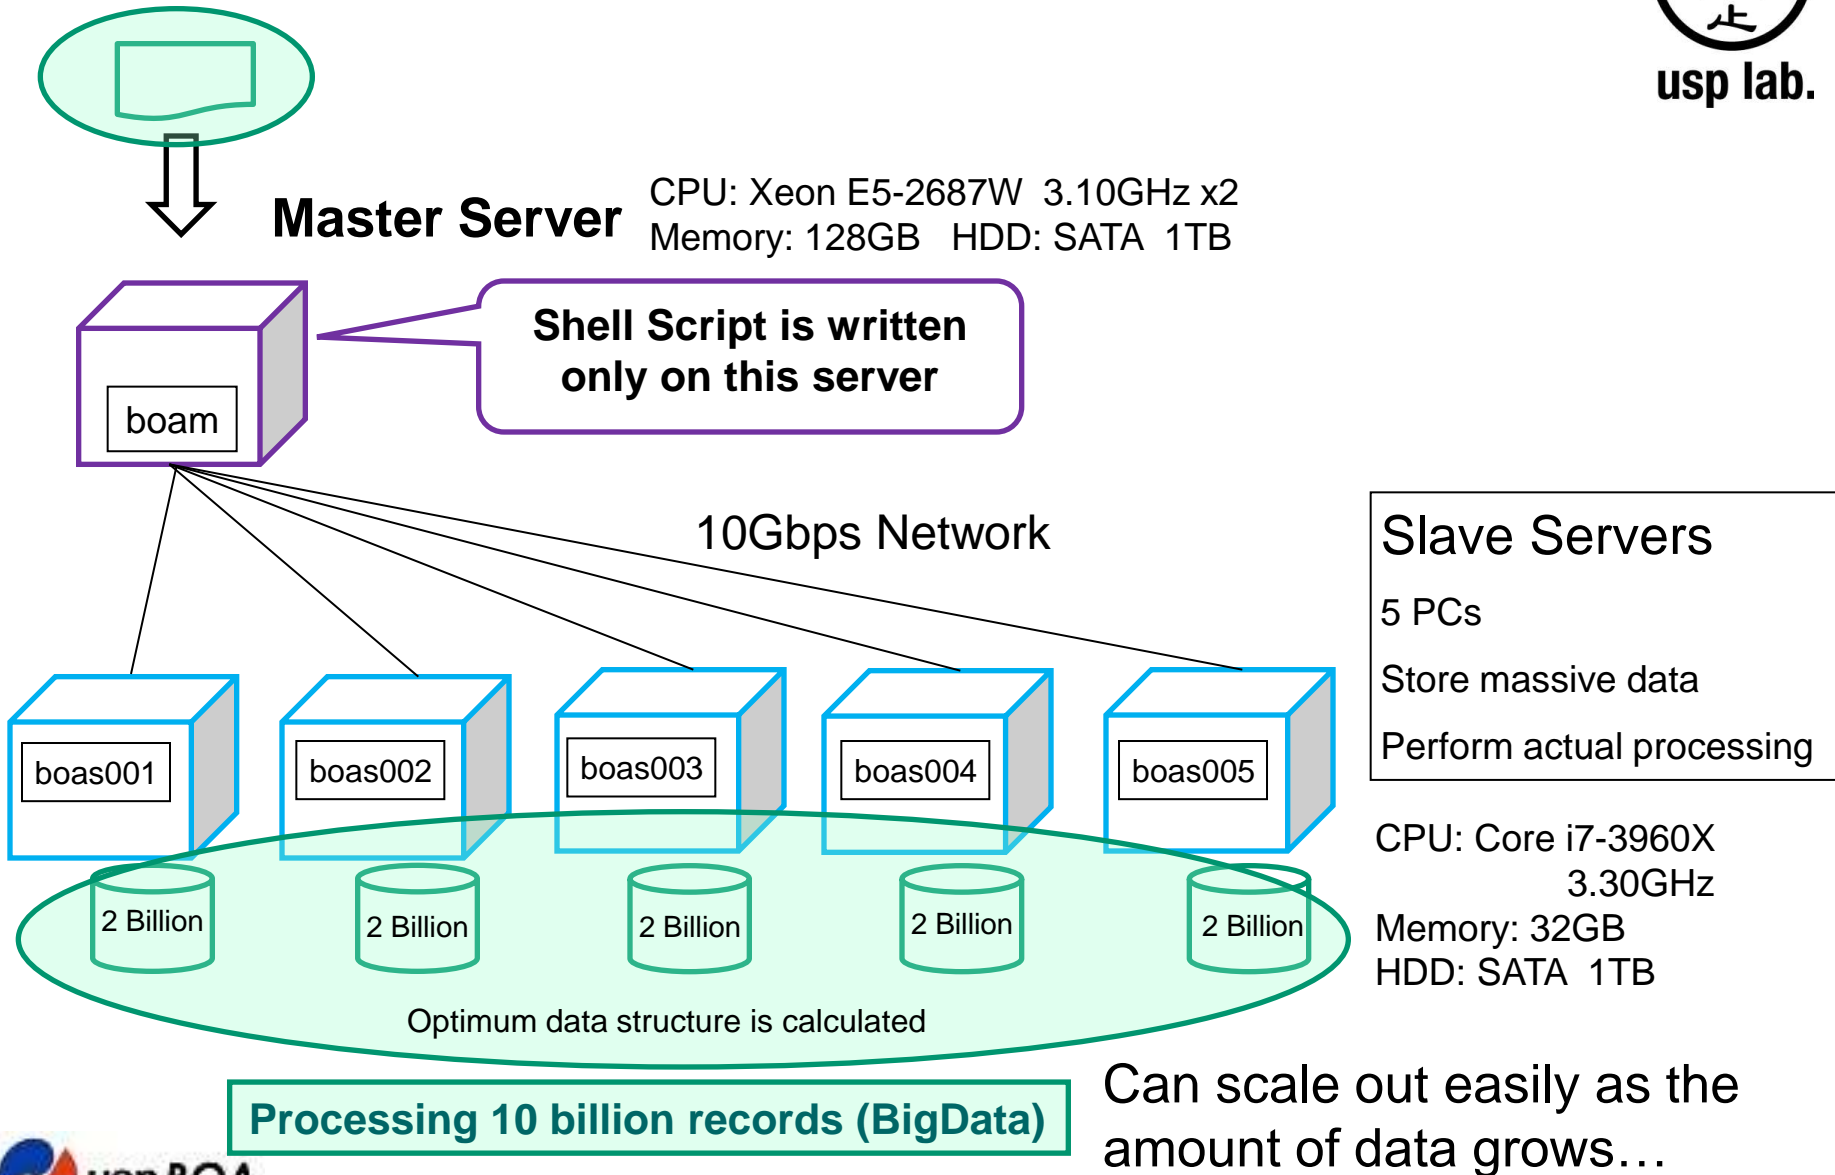 usp lab.
Master Server
CPU: Xeon E5-2687W 3.10GHz x2
Memory: 128GB HDD: SATA 1TB
Shell Script is written
only on this server
boam
10Gbps Network
Slave Servers
5 PCs
Store massive data
Perform actual processing
boas001
boas002
boas003
boas004
boas005
CPU: Core i7-3960X
3.30GHz
Memory: 32GB
HDD: SATA 1TB
2 Billion
2 Billion
2 Billion
2 Billion
2 Billion
Optimum data structure is calculated
Processing 10 billion records (BigData)
Can scale out easily as the
amount of data grows…